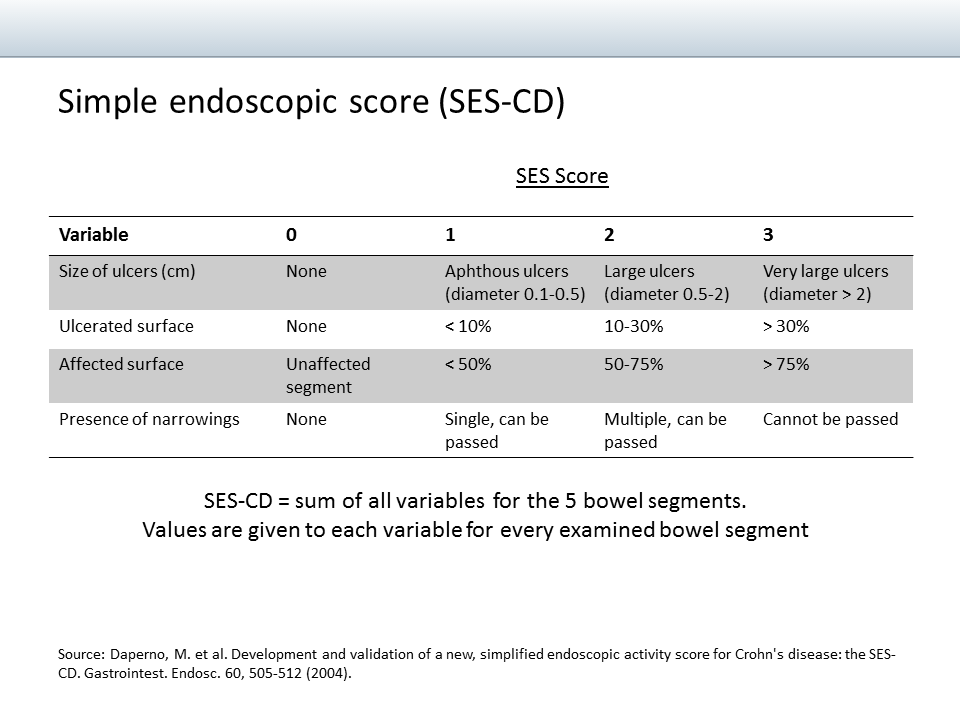 Simple endoscopic score (SES-CD)
SES Score
Variable 0 1 2 3
Size of ulcers (cm) None Aphthous ulcers (diameter 0.1-0.5) Large ulcers (diameter 0.5-2) Very large ulcers (diameter > 2)
Ulcerated surface None < 10% 10-30% > 30%
Affected surface Unaffected segment < 50% 50-75% > 75%
Presence of narrowings None Single, can be passed Multiple, can be passed Cannot be passed
SES-CD = sum of all variables for the 5 bowel segments.
Values are given to each variable for every examined bowel segment
Source: Daperno, M. et al. Development and validation of a new, simplified endoscopic activity score for Crohn's disease: the SES-
CD. Gastrointest. Endosc. 60, 505-512 (2004).